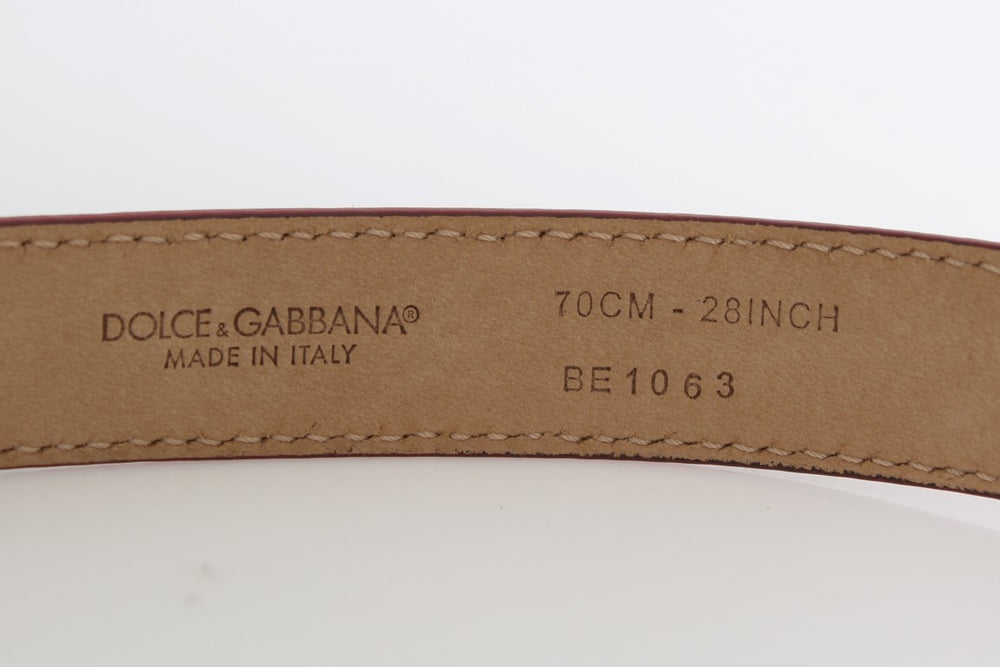 DOLCE & GABBANA®
MADE IN ITALY
70CM - 28INCH
BE1063